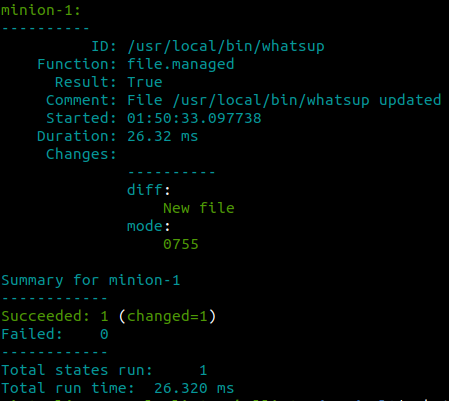 minion-1:
----------
          ID: /usr/local/bin/whatsup
    Function: file.managed
      Result: True
     Comment: File /usr/local/bin/whatsup updated
     Started: 01:50:33.097738
    Duration: 26.32 ms
     Changes:
              ----------
              diff:
                  New file
              mode:
                  0755

Summary for minion-1
------------
Succeeded: 1 (changed=1)
Failed:    0
------------
Total states run:     1
Total run time:  26.320 ms